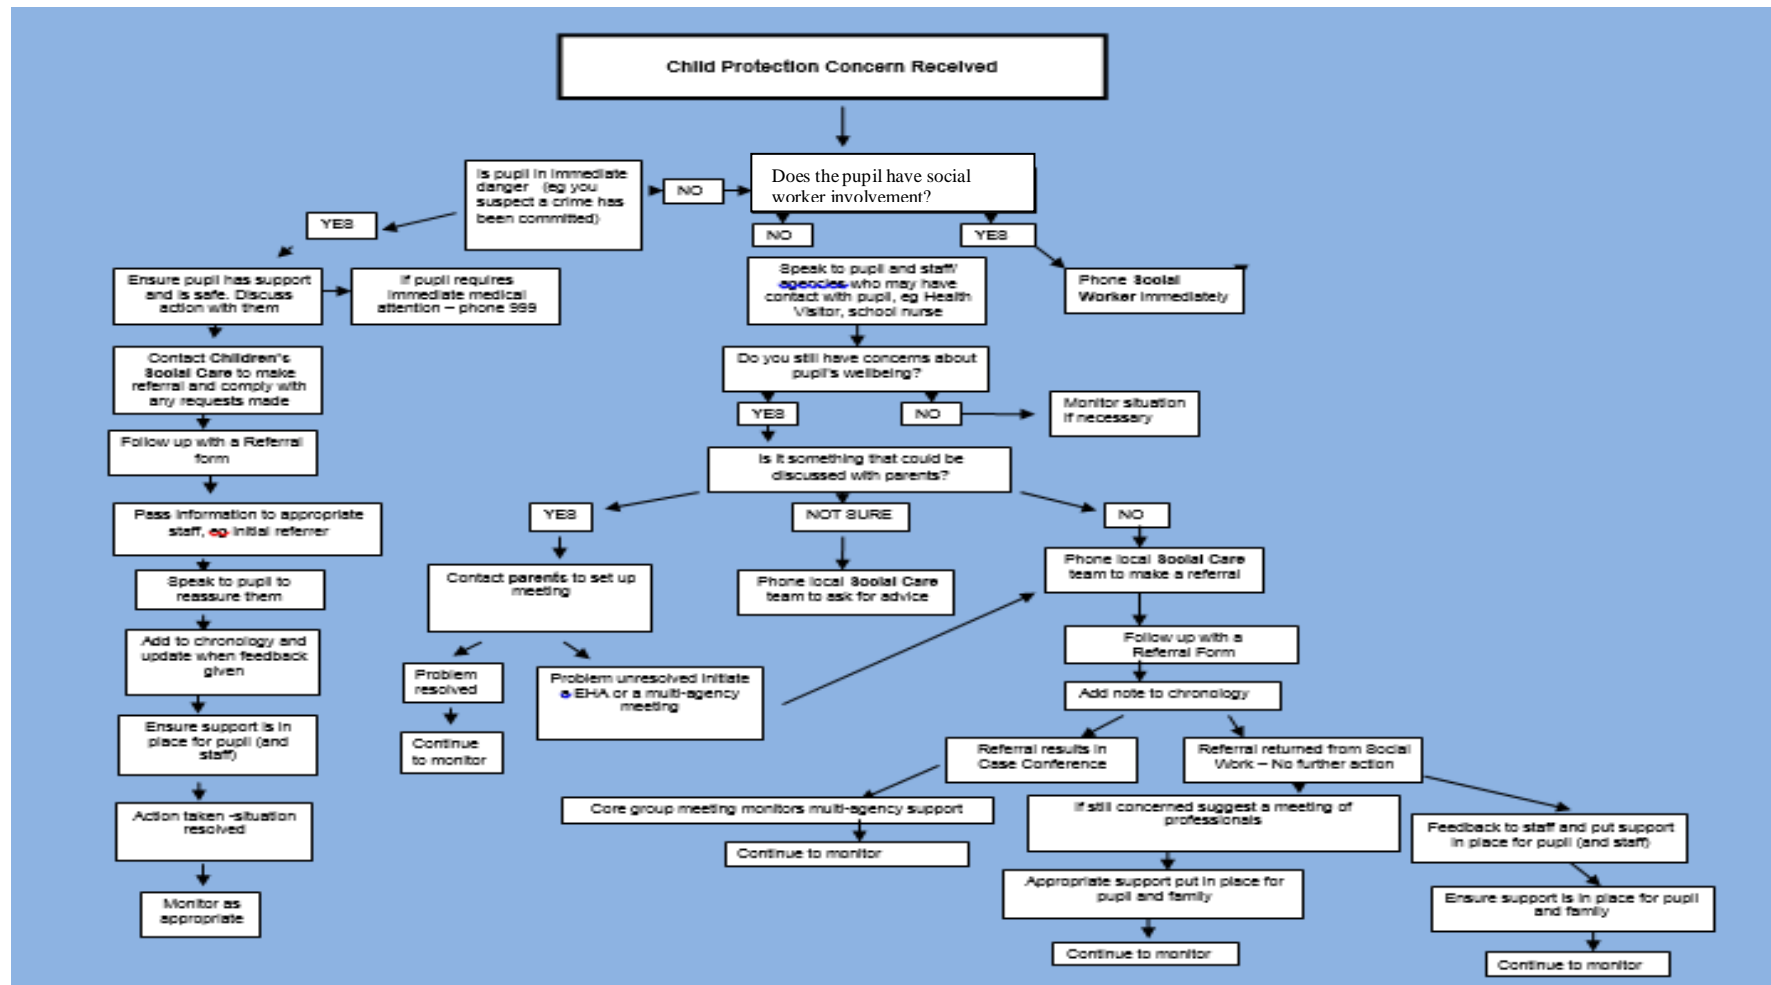 Child Protection Concern Received
Is pupil in immediate
danger (eg you
suspect a crime has
been committed)
NO
Does the pupil have social
worker involvement?
YES
NO
YES
Ensure pupil has support
and is safe. Discuss
action with them
If pupil requires
immediate medical
attention – phone 999
Speak to pupil and staff/
agencies who may have
contact with pupil, eg Health
Visitor, school nurse
Phone Social
Worker immediately
Contact Children's
Social Care to make
referral and comply with
any requests made
Do you still have concerns about
pupil's wellbeing?
YES
NO
Monitor situation
if necessary
Follow up with a Referral
form
Is it something that could be
discussed with parents?
Pass information to appropriate
staff, eg initial referrer
YES
NOT SURE
NO
Speak to pupil to
reassure them
Contact parents to set up
meeting
Phone local Social Care
team to ask for advice
Phone local Social Care
team to make a referral
Add to chronology and
update when feedback
given
Follow up with a
Referral Form
Problem
resolved
Problem unresolved initiate
a EHA or a multi-agency
meeting
Add note to chronology
Ensure support is in
place for pupil (and
staff)
Continue
to monitor
Referral results in
Case Conference
Referral returned from Social
Work – No further action
Action taken -situation
resolved
Core group meeting monitors multi-agency support
If still concerned suggest a meeting of
professionals
Feedback to staff and put support
in place for pupil (and staff)
Continue to monitor
Monitor as
appropriate
Appropriate support put in place for
pupil and family
Ensure support is in place for pupil
and family
Continue to monitor
Continue to monitor